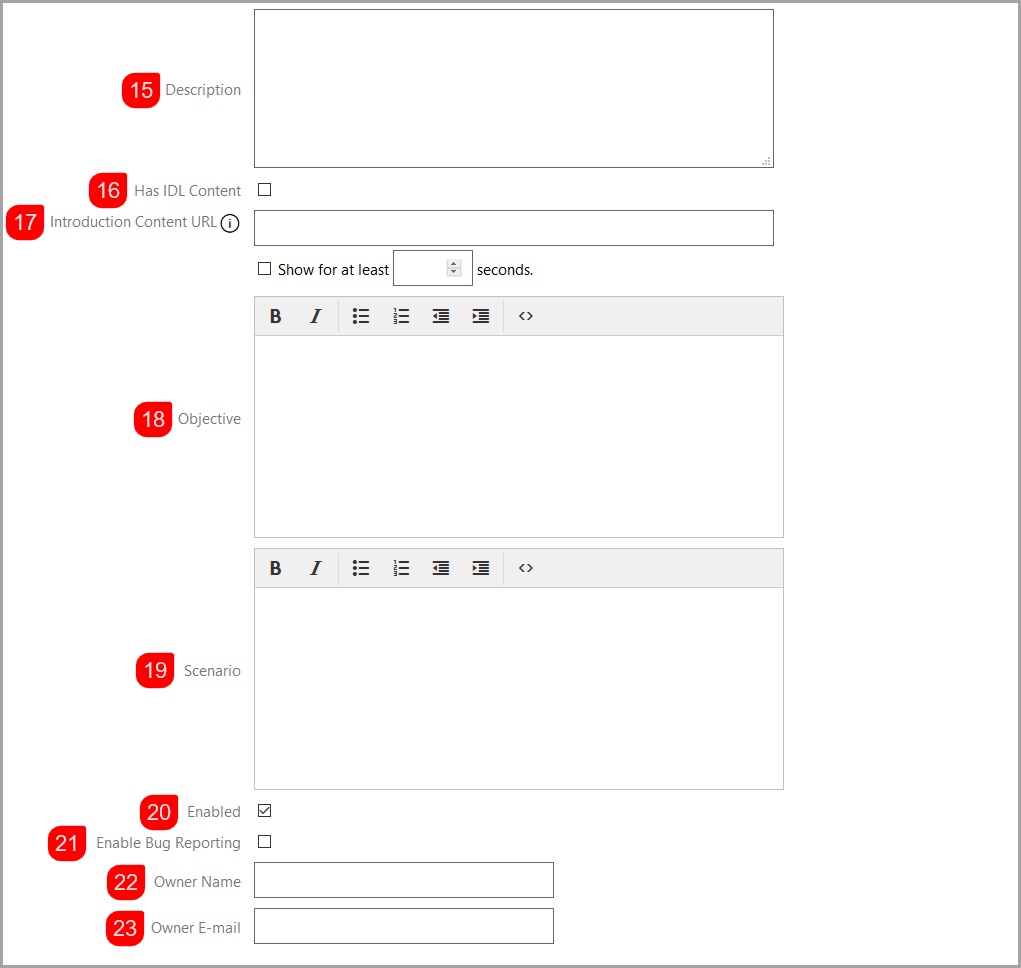 15 Description
16 Has IDL Content
17 Introduction Content URL
Show for at least seconds.
B I
18 Objective
B I
19 Scenario
20 Enabled
21 Enable Bug Reporting
22 Owner Name
23 Owner E-mail